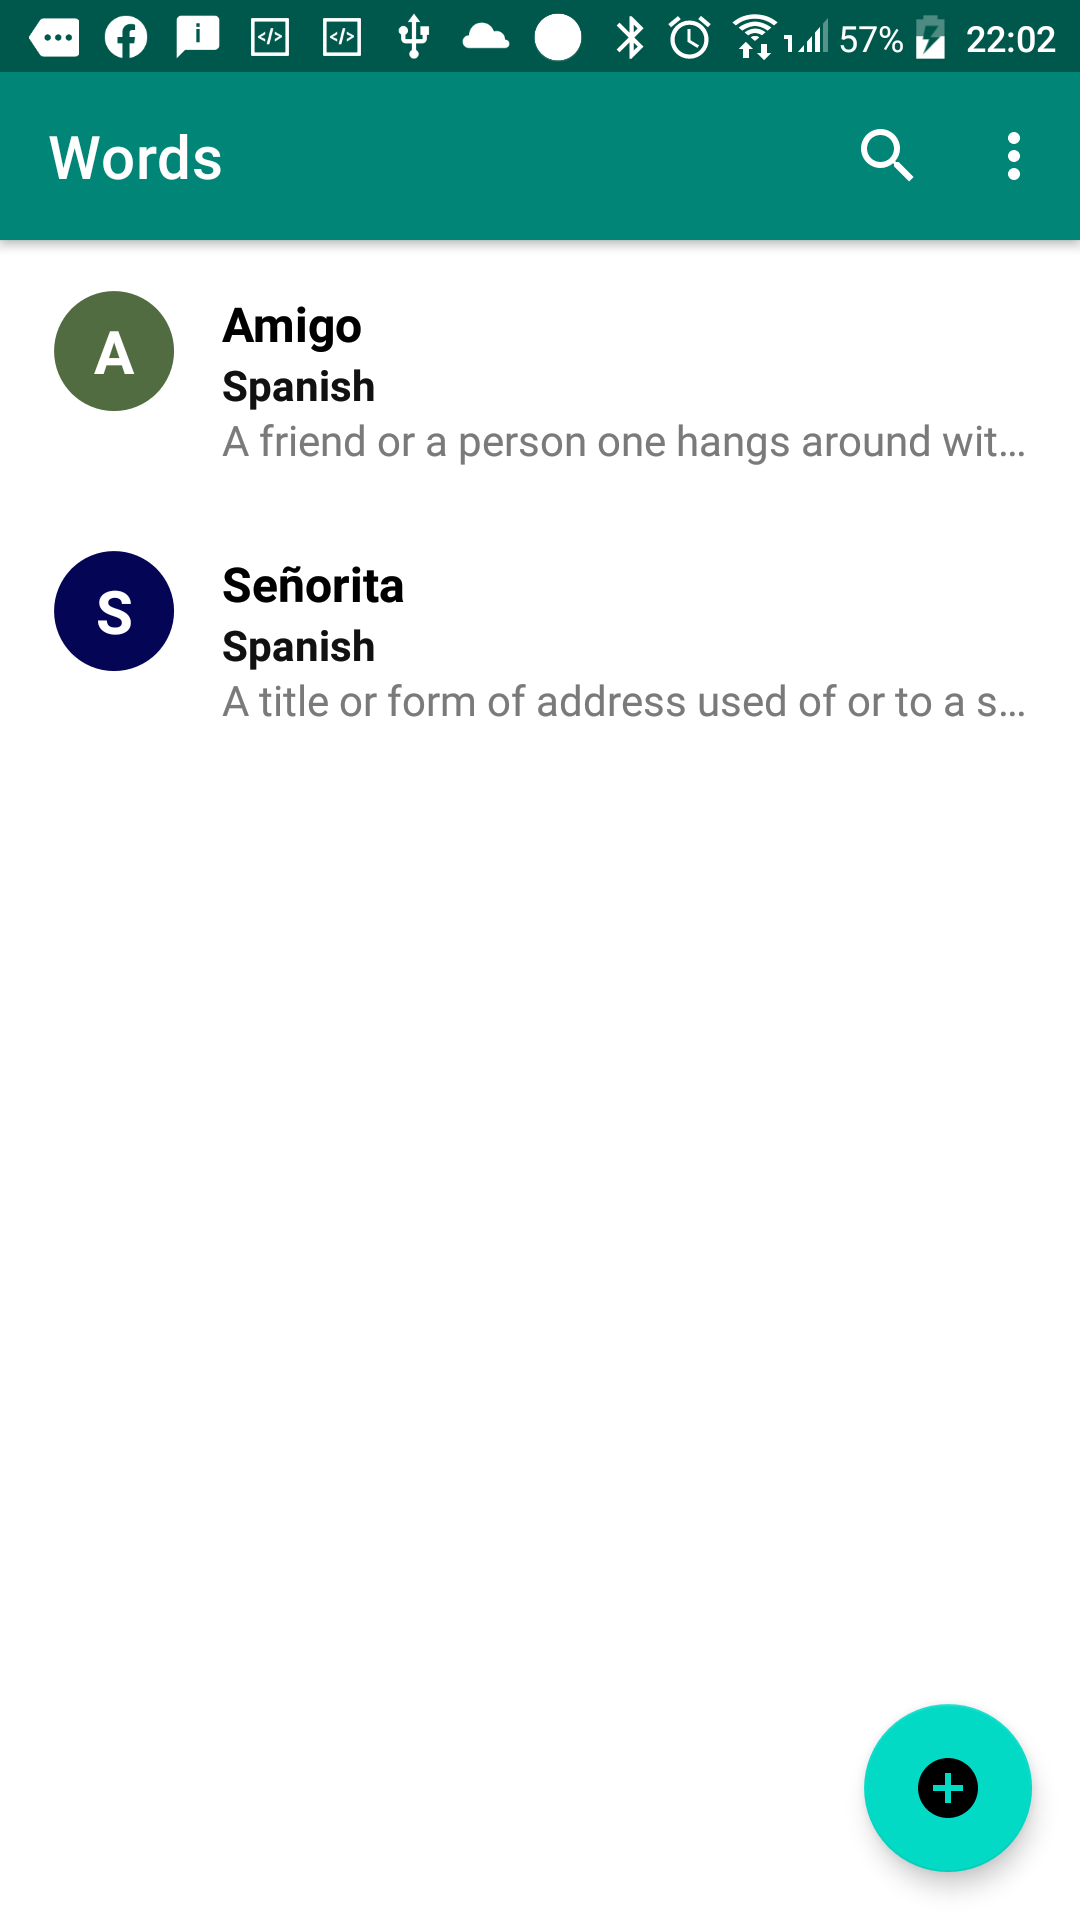 57% 22:02
Words
A
Amigo
Spanish
A friend or a person one hangs around wit...
S
Señorita
Spanish
A title or form of address used of or to a s...